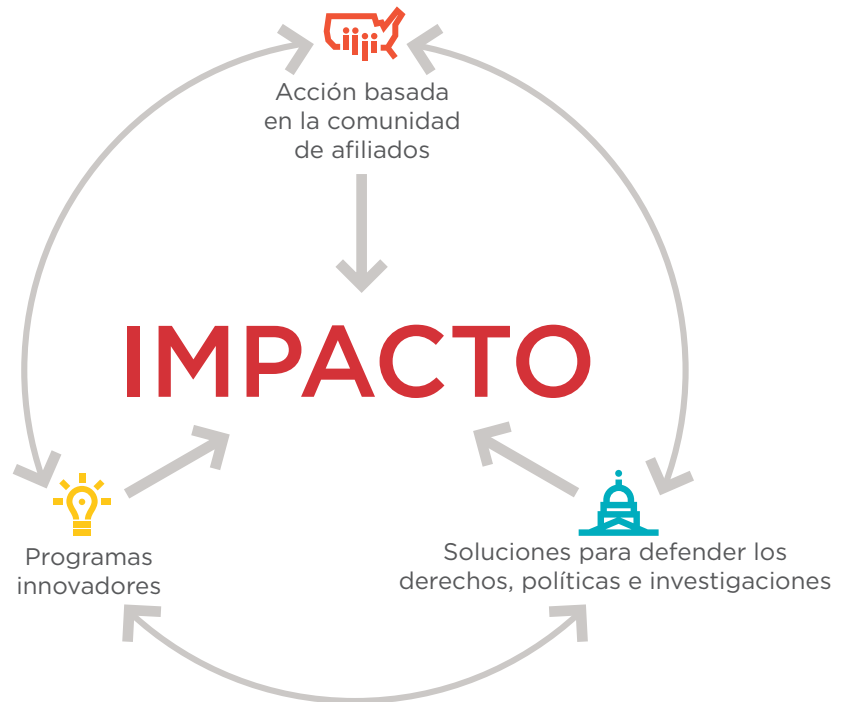 Acción basada
en la comunidad
de afiliados
IMPACTO
Programas
innovadores
Soluciones para defender los
derechos, políticas e investigaciones